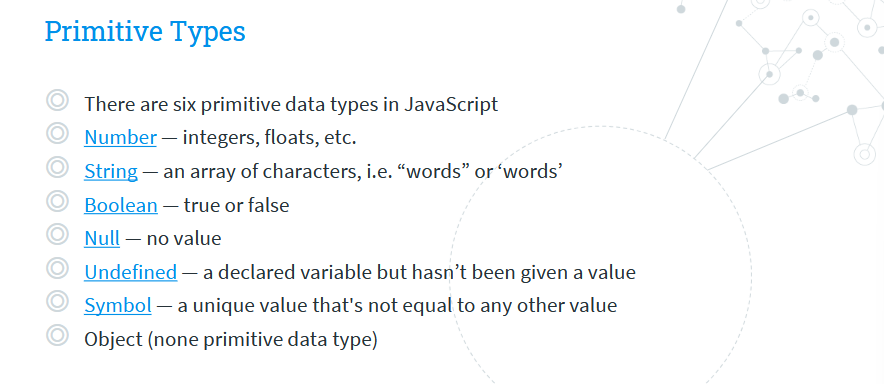 Primitive Types
There are six primitive data types in JavaScript
Number — integers, floats, etc.
String — an array of characters, i.e. “words” or ‘words’
Boolean — true or false
Null — no value
Undefined — a declared variable but hasn’t been given a value
Symbol — a unique value that's not equal to any other value
Object (none primitive data type)